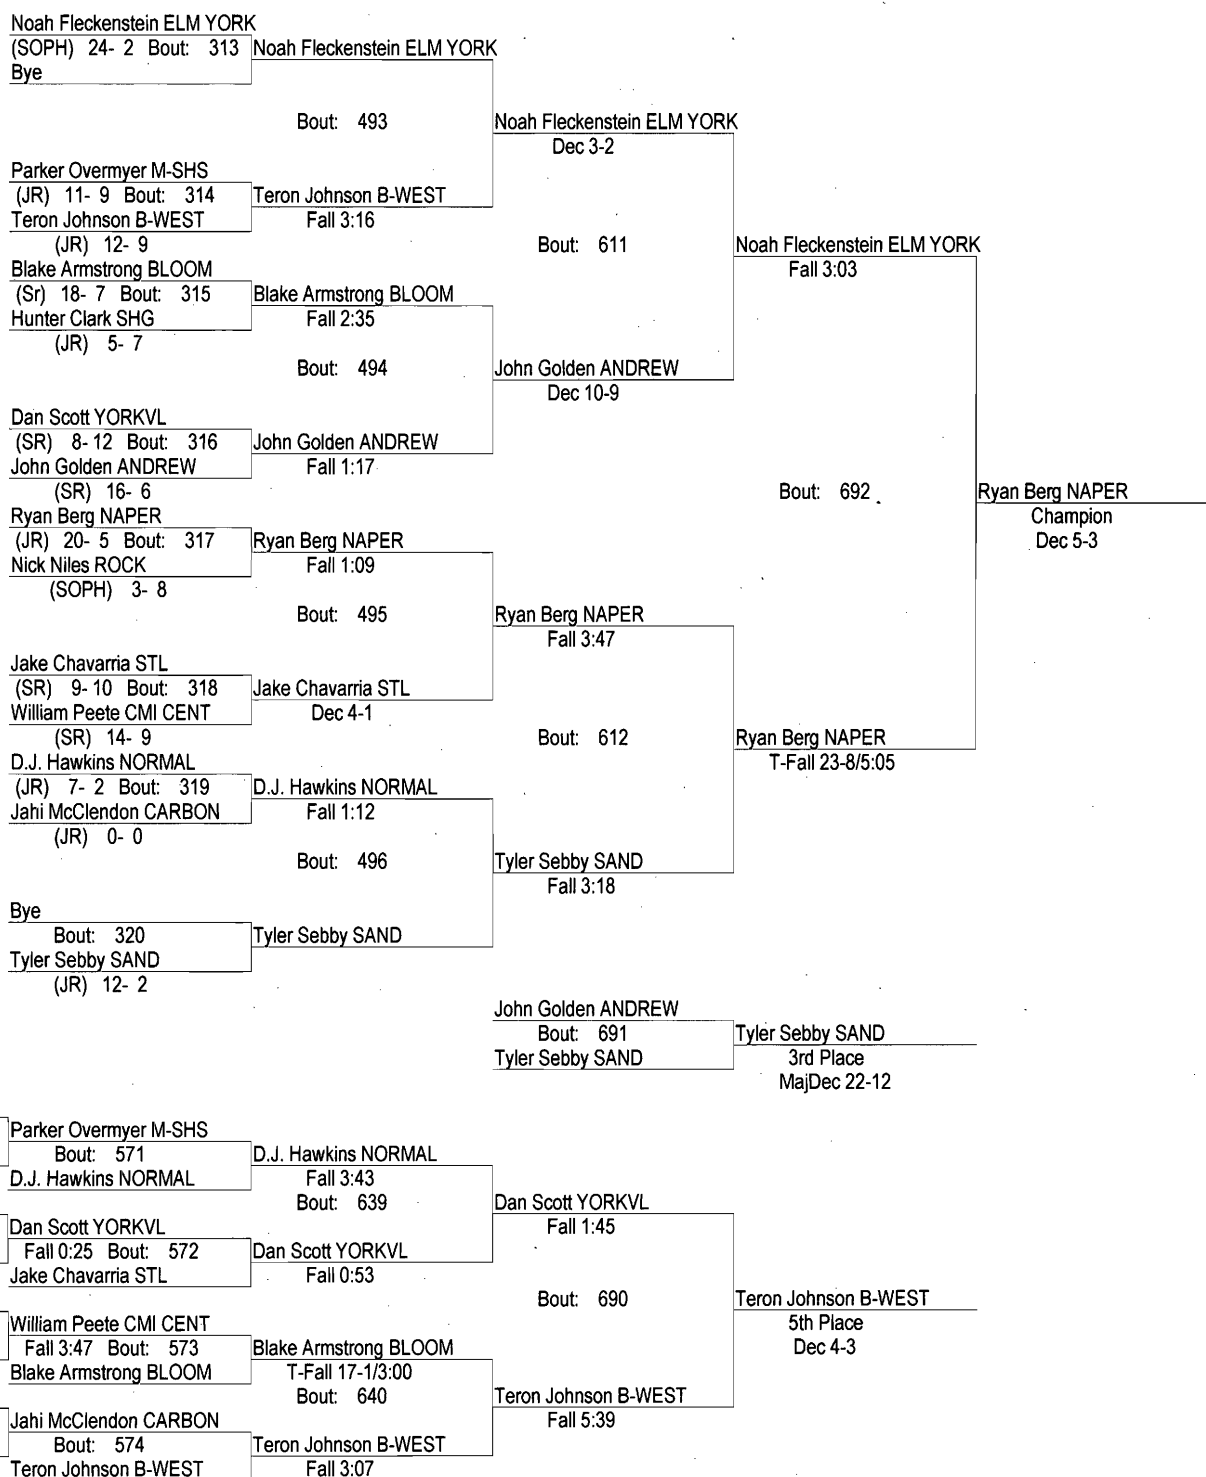 Noah Fleckenstein ELM YORK
(SOPH) 24- 2 Bout: 313
Bye
Noah Fleckenstein ELM YORK
Bout: 493
Noah Fleckenstein ELM YORK
Dec 3-2
Parker Overmyer M-SHS
(JR) 11- 9 Bout: 314
Teron Johnson B-WEST
(JR) 12- 9
Teron Johnson B-WEST
Fall 3:16
Bout: 611
Noah Fleckenstein ELM YORK
Fall 3:03
Blake Armstrong BLOOM
(Sr) 18- 7 Bout: 315
Hunter Clark SHG
(JR) 5- 7
Blake Armstrong BLOOM
Fall 2:35
Bout: 494
John Golden ANDREW
Dec 10-9
Dan Scott YORKVL
(SR) 8- 12 Bout: 316
John Golden ANDREW
(SR) 16- 6
John Golden ANDREW
Fall 1:17
Bout: 692
Ryan Berg NAPER
Champion
Dec 5-3
Ryan Berg NAPER
(JR) 20- 5 Bout: 317
Nick Niles ROCK
(SOPH) 3- 8
Ryan Berg NAPER
Fall 1:09
Bout: 495
Ryan Berg NAPER
Fall 3:47
Jake Chavarria STL
(SR) 9- 10 Bout: 318
William Peete CMI CENT
(SR) 14- 9
Jake Chavarria STL
Dec 4-1
Bout: 612
Ryan Berg NAPER
T-Fall 23-8/5:05
D.J. Hawkins NORMAL
(JR) 7- 2 Bout: 319
Jahi McClendon CARBON
(JR) 0- 0
D.J. Hawkins NORMAL
Fall 1:12
Bout: 496
Tyler Sebby SAND
Fall 3:18
Bye
Bout: 320
Tyler Sebby SAND
(JR) 12- 2
Tyler Sebby SAND
John Golden ANDREW
Bout: 691
Tyler Sebby SAND
Tyler Sebby SAND
3rd Place
MajDec 22-12
Parker Overmyer M-SHS
Bout: 571
D.J. Hawkins NORMAL
D.J. Hawkins NORMAL
Fall 3:43
Bout: 639
Dan Scott YORKVL
Fall 1:45
Dan Scott YORKVL
Fall 0:25 Bout: 572
Jake Chavarria STL
Dan Scott YORKVL
Fall 0:53
Bout: 690
Teron Johnson B-WEST
5th Place
Dec 4-3
William Peete CMI CENT
Fall 3:47 Bout: 573
Blake Armstrong BLOOM
Blake Armstrong BLOOM
T-Fall 17-1/3:00
Bout: 640
Teron Johnson B-WEST
Fall 5:39
Jahi McClendon CARBON
Bout: 574
Teron Johnson B-WEST
Teron Johnson B-WEST
Fall 3:07